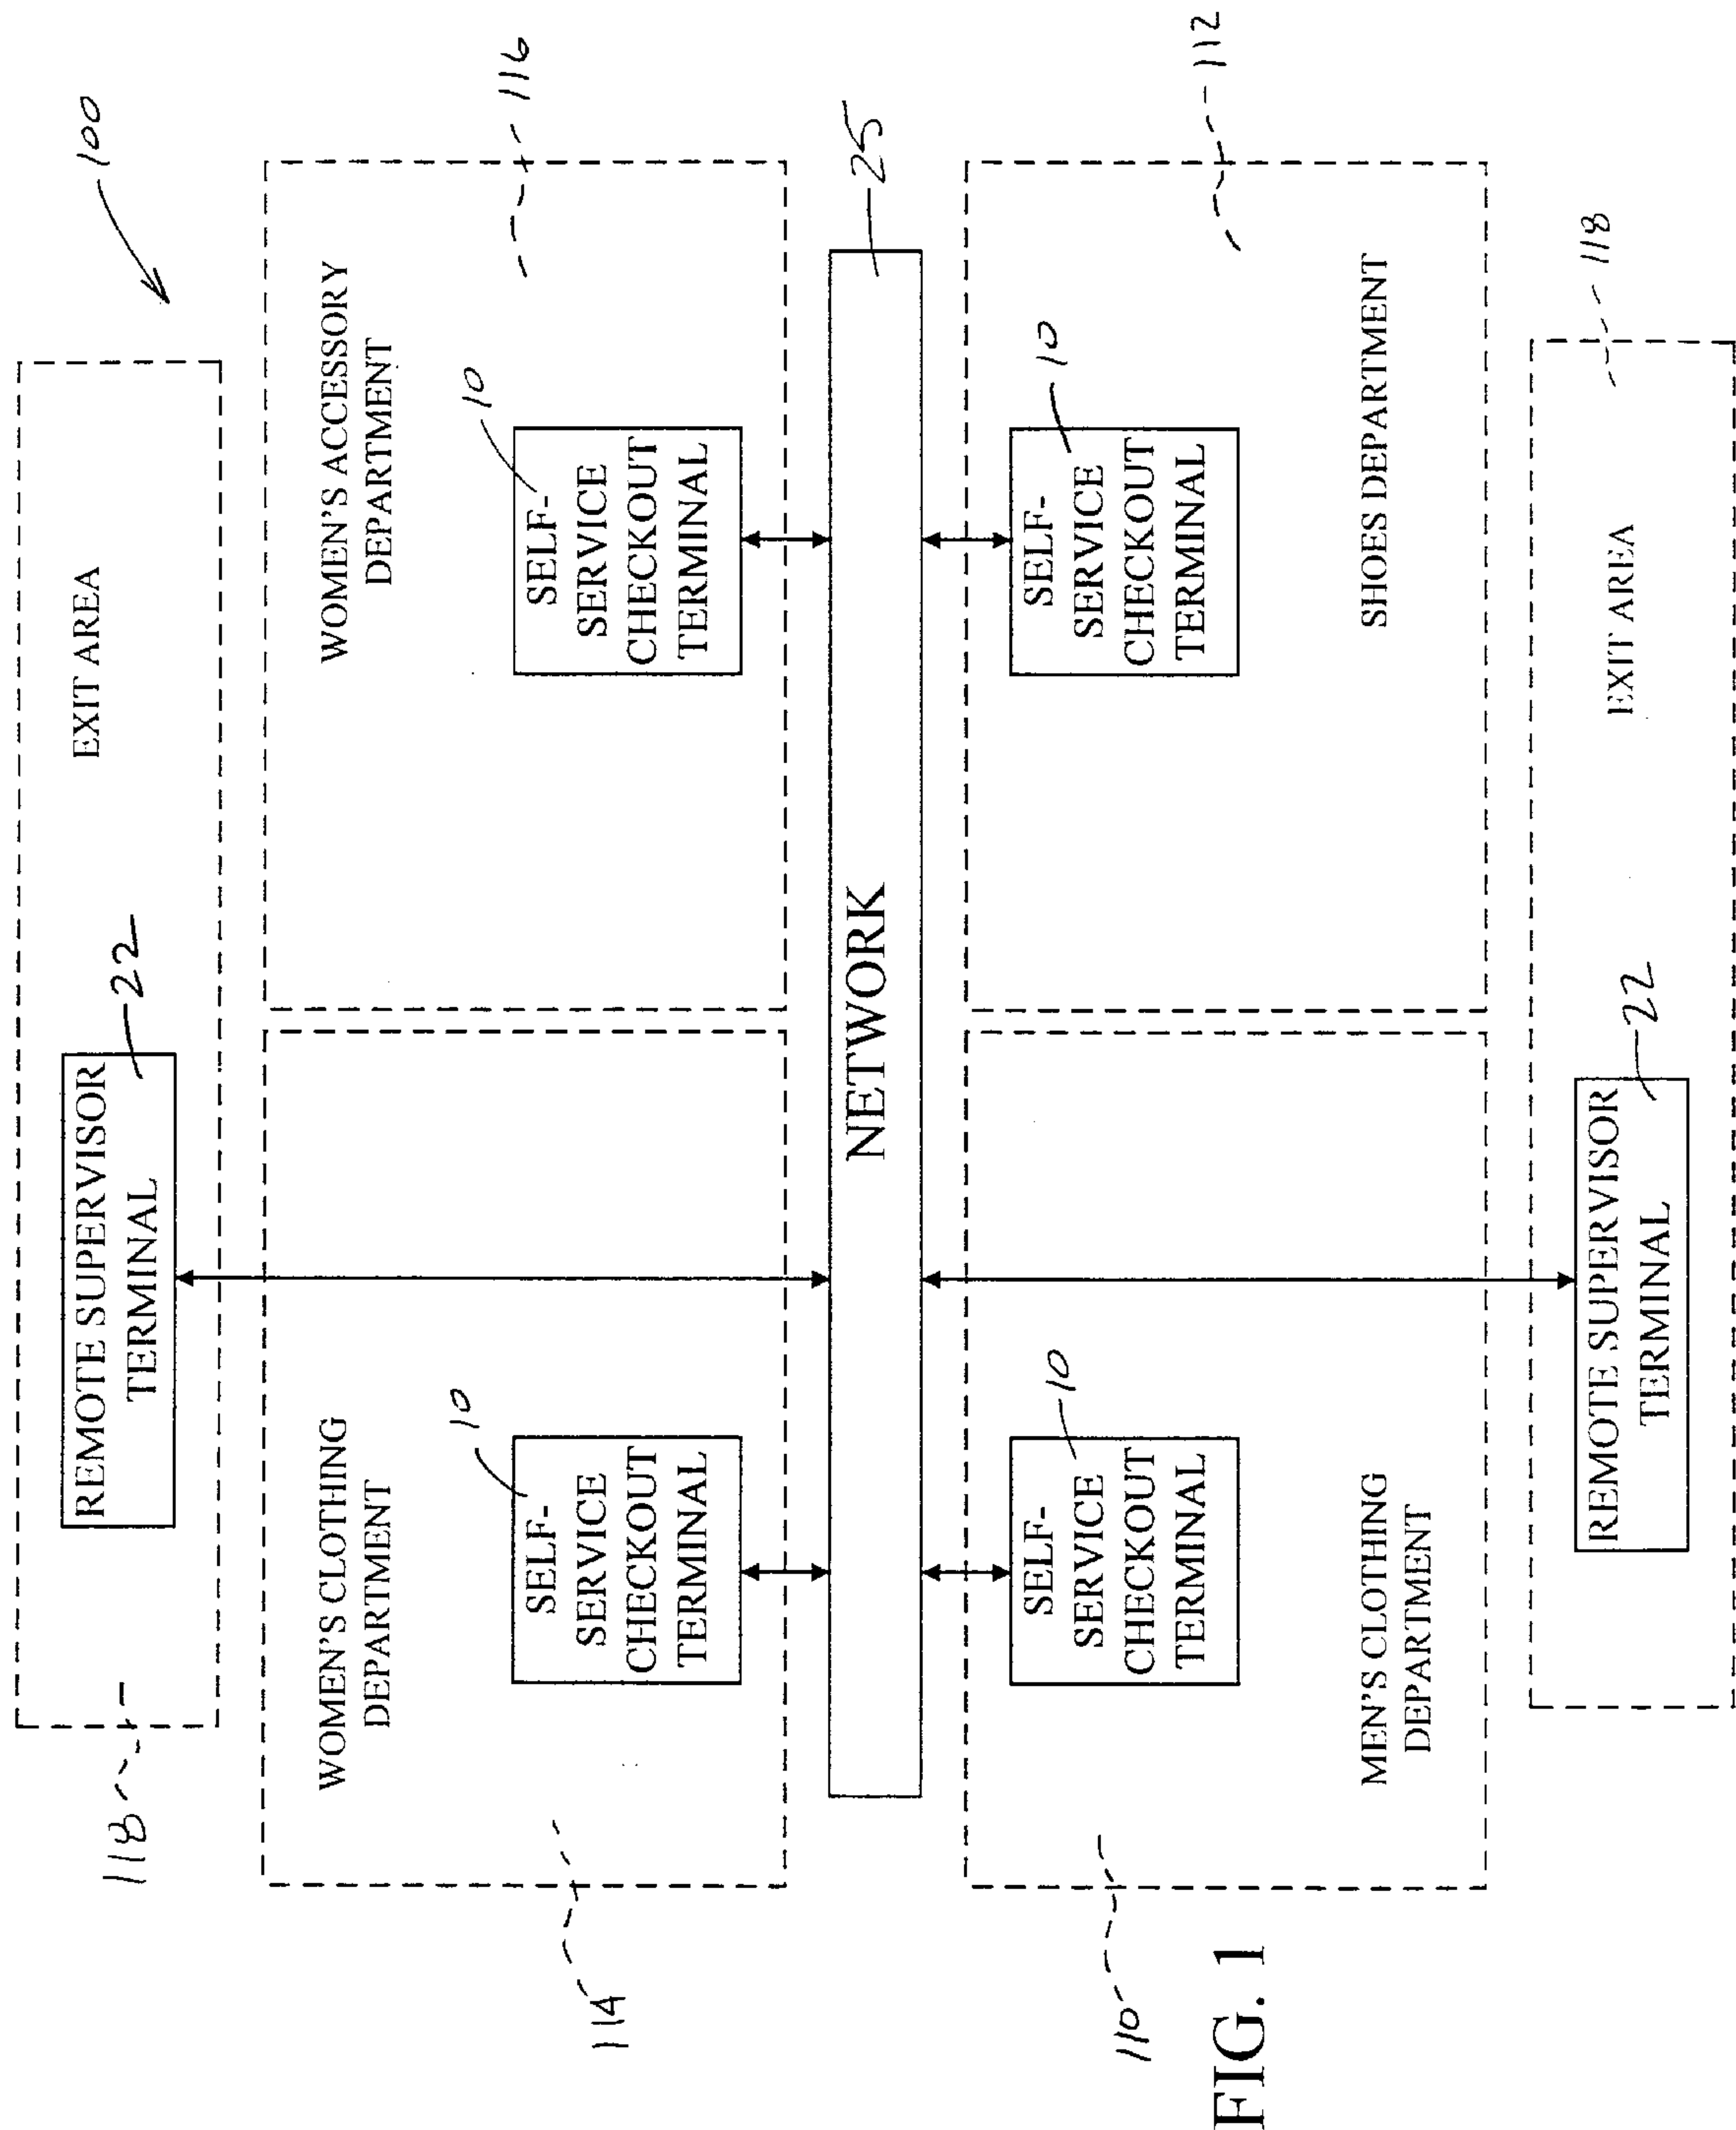 100
118
EXIT AREA
REMOTE SUPERVISOR
TERMINAL
22
WOMEN'S CLOTHING
DEPARTMENT
114
10
SELF-
SERVICE
CHECKOUT
TERMINAL
WOMEN'S ACCESSORY
DEPARTMENT
116
10
SELF-
SERVICE
CHECKOUT
TERMINAL
NETWORK
25
110
10
SELF-
SERVICE
CHECKOUT
TERMINAL
MEN'S CLOTHING
DEPARTMENT
112
10
SELF-
SERVICE
CHECKOUT
TERMINAL
SHOES DEPARTMENT
118
EXIT AREA
22
REMOTE SUPERVISOR
TERMINAL
FIG. 1